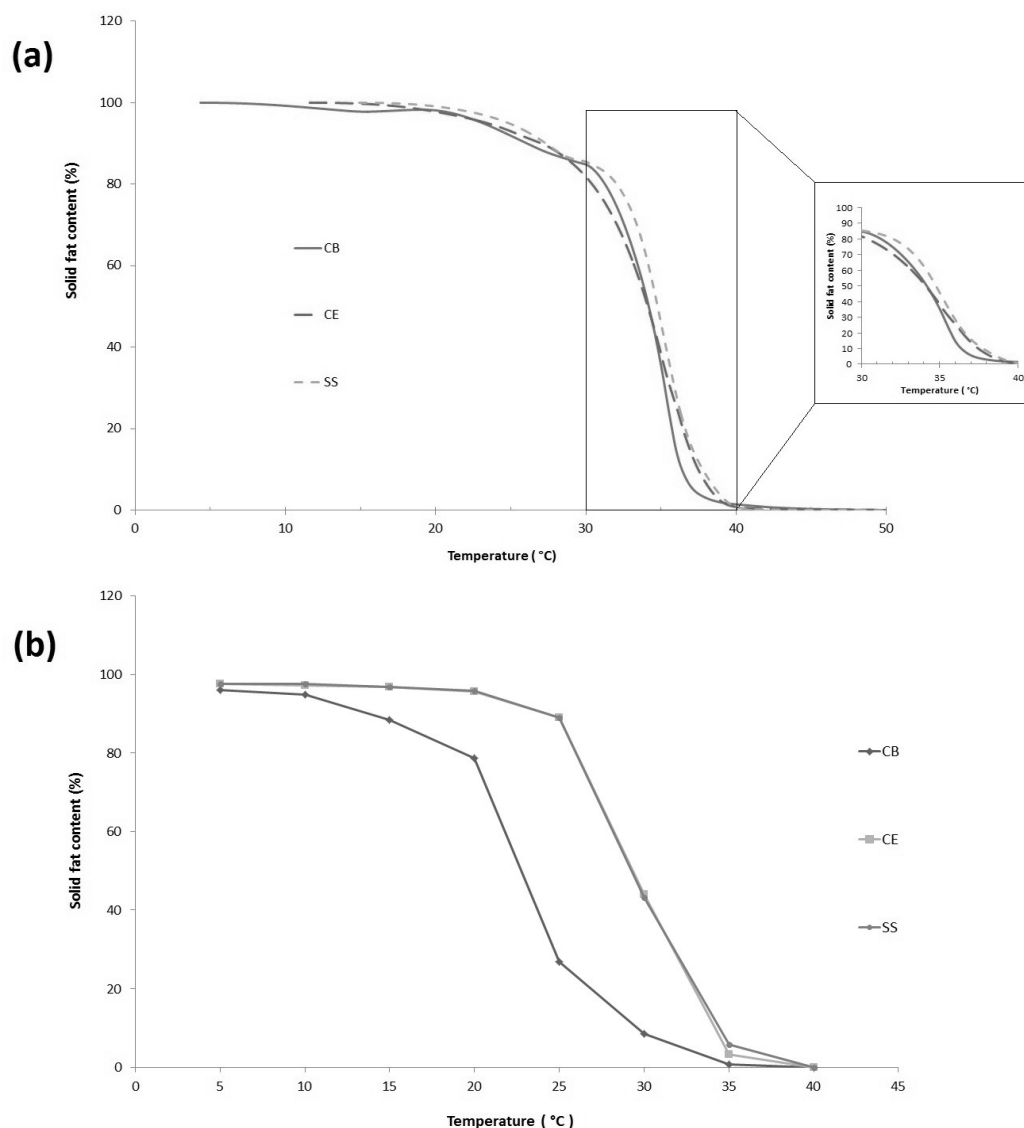 (a)
120
100
80
60
40
20
0
Solid fat content (%)
CB
CE
SS
0 10 20 30 40 50
Temperature ( °C)
100
90
80
70
60
50
40
30
20
10
0
Solid fat content (%)
30 35 40
Temperature ( °C)
(b)
120
100
80
60
40
20
0
Solid fat content (%)
CB
CE
SS
0 5 10 15 20 25 30 35 40 45
Temperature ( °C )